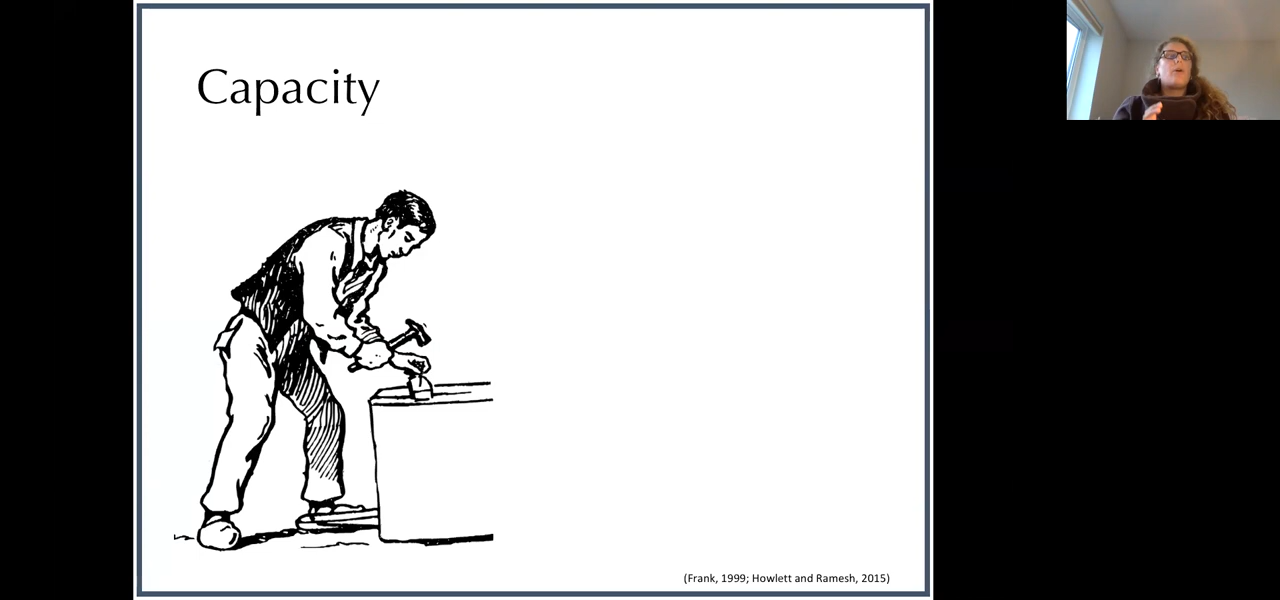 Capacity
(Frank, 1999; Howlett and Ramesh, 2015)